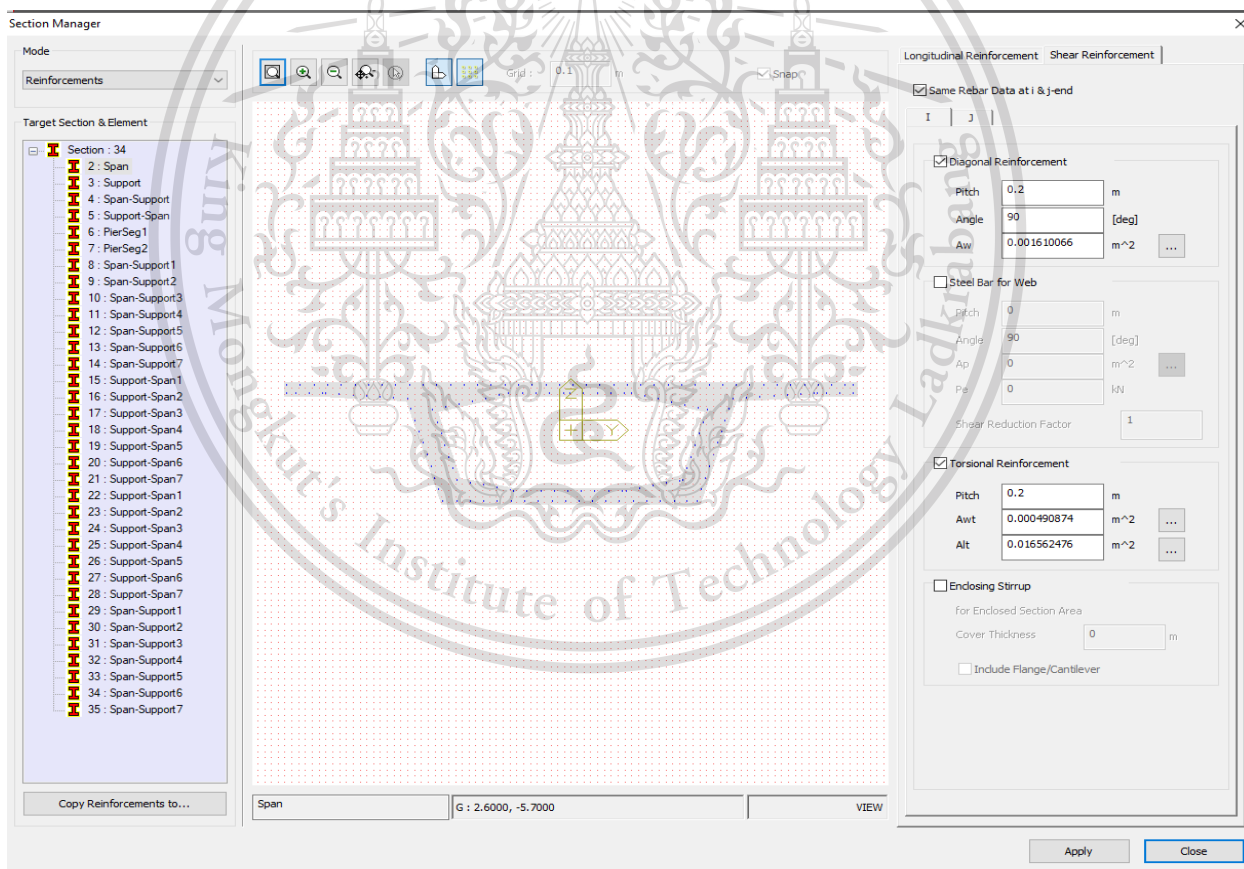 Section Manager
Mode
Reinforcements
Target Section & Element
Section : 34
2 : Span
3 : Support
4 : Span-Support
5 : Support-Span
6 : PierSeg1
7 : PierSeg2
8 : Span-Support1
9 : Span-Support2
10 : Span-Support3
11 : Span-Support4
12 : Span-Support5
13 : Span-Support6
14 : Span-Support7
15 : Support-Span1
16 : Support-Span2
17 : Support-Span3
18 : Support-Span4
19 : Support-Span5
20 : Support-Span6
21 : Support-Span7
22 : Support-Span1
23 : Support-Span2
24 : Support-Span3
25 : Support-Span4
26 : Support-Span5
27 : Support-Span6
28 : Support-Span7
29 : Span-Support1
30 : Span-Support2
31 : Span-Support3
32 : Span-Support4
33 : Span-Support5
34 : Span-Support6
35 : Span-Support7
Copy Reinforcements to...
Grid : 0.1 m Snap
Z
Y
Span G : 2.6000, -5.7000 VIEW
Longitudinal Reinforcement Shear Reinforcement
Same Rebar Data at i & j-end
I J
Diagonal Reinforcement
Pitch 0.2 m
Angle 90 [deg]
Aw 0.001610066 m^2 ...
Steel Bar for Web
Pitch 0 m
Angle 90 [deg]
Ap 0 m^2 ...
Pe 0 kN
Shear Reduction Factor 1
Torsional Reinforcement
Pitch 0.2 m
Awt 0.000490874 m^2 ...
Alt 0.016562476 m^2 ...
Enclosing Stirrup
for Enclosed Section Area
Cover Thickness 0 m
Include Flange/Cantilever
Apply Close
King Mongkut's Institute of Technology Ladkrabang